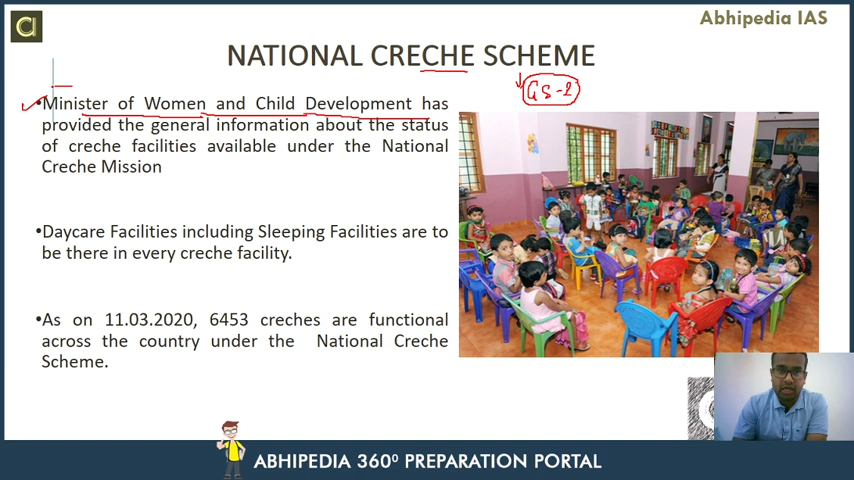 Abhipedia IAS
NATIONAL CRECHE SCHEME
GS-2
•Minister of Women and Child Development has
provided the general information about the status
of creche facilities available under the National
Creche Mission
•Daycare Facilities including Sleeping Facilities are to
be there in every creche facility.
•As on 11.03.2020, 6453 creches are functional
across the country under the National Creche
Scheme.
ABHIPEDIA 360⁰ PREPARATION PORTAL